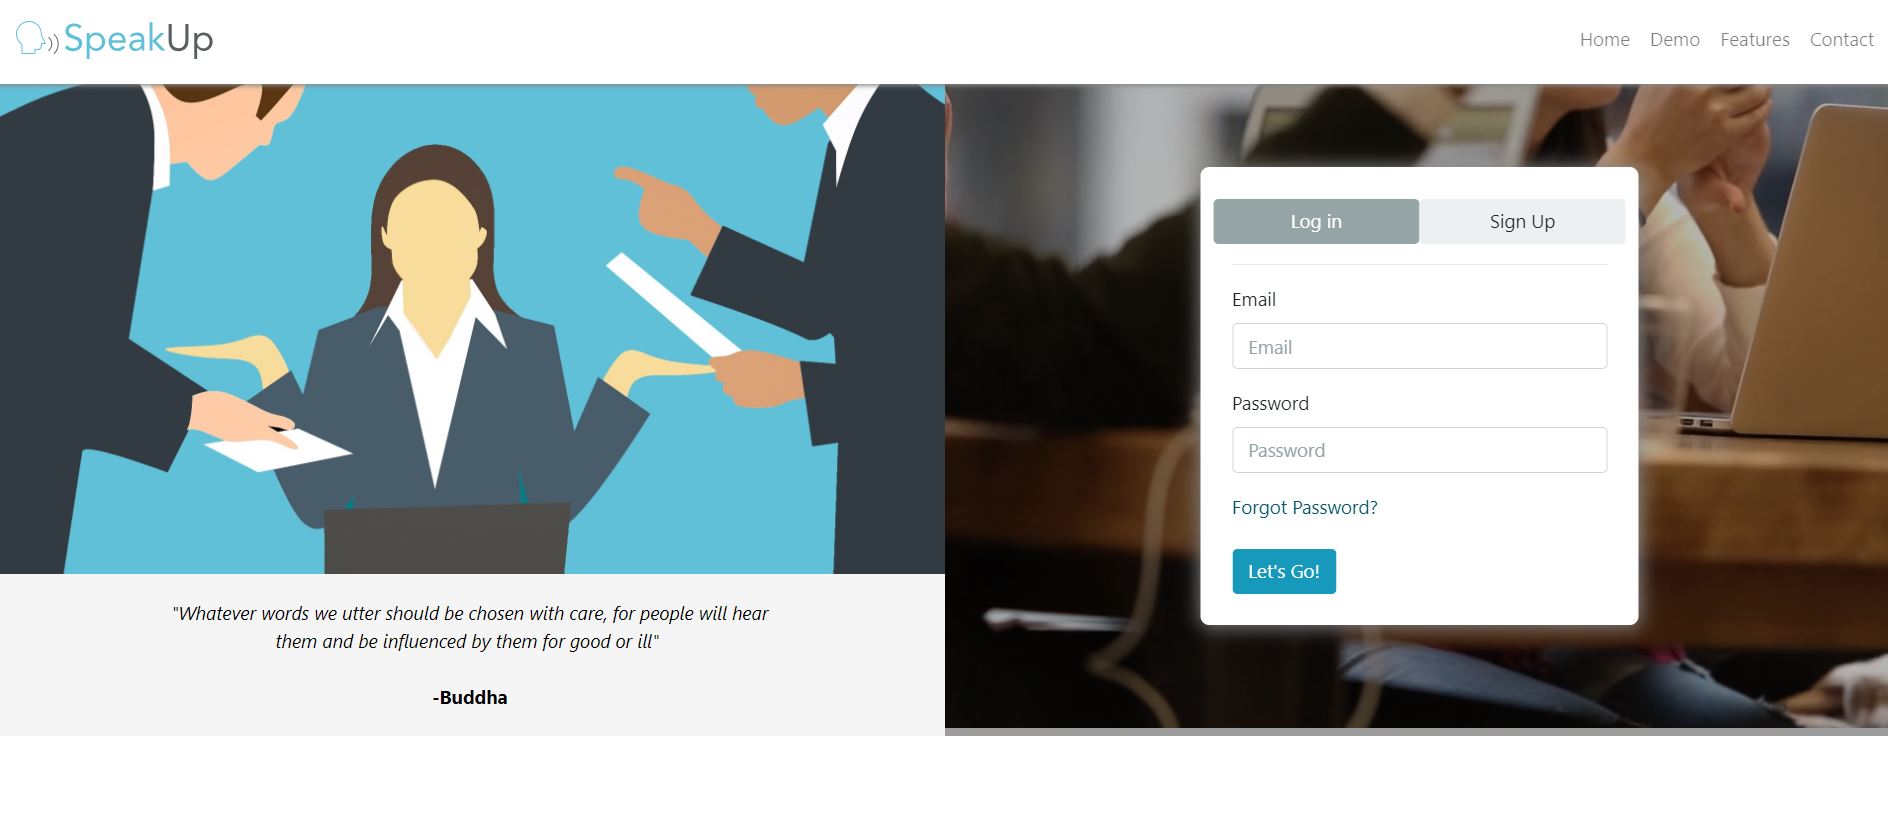 SpeakUp
Home Demo Features Contact
Log in Sign Up
Email
Email
Password
Password
Forgot Password?
Let's Go!
"Whatever words we utter should be chosen with care, for people will hear
them and be influenced by them for good or ill"
-Buddha